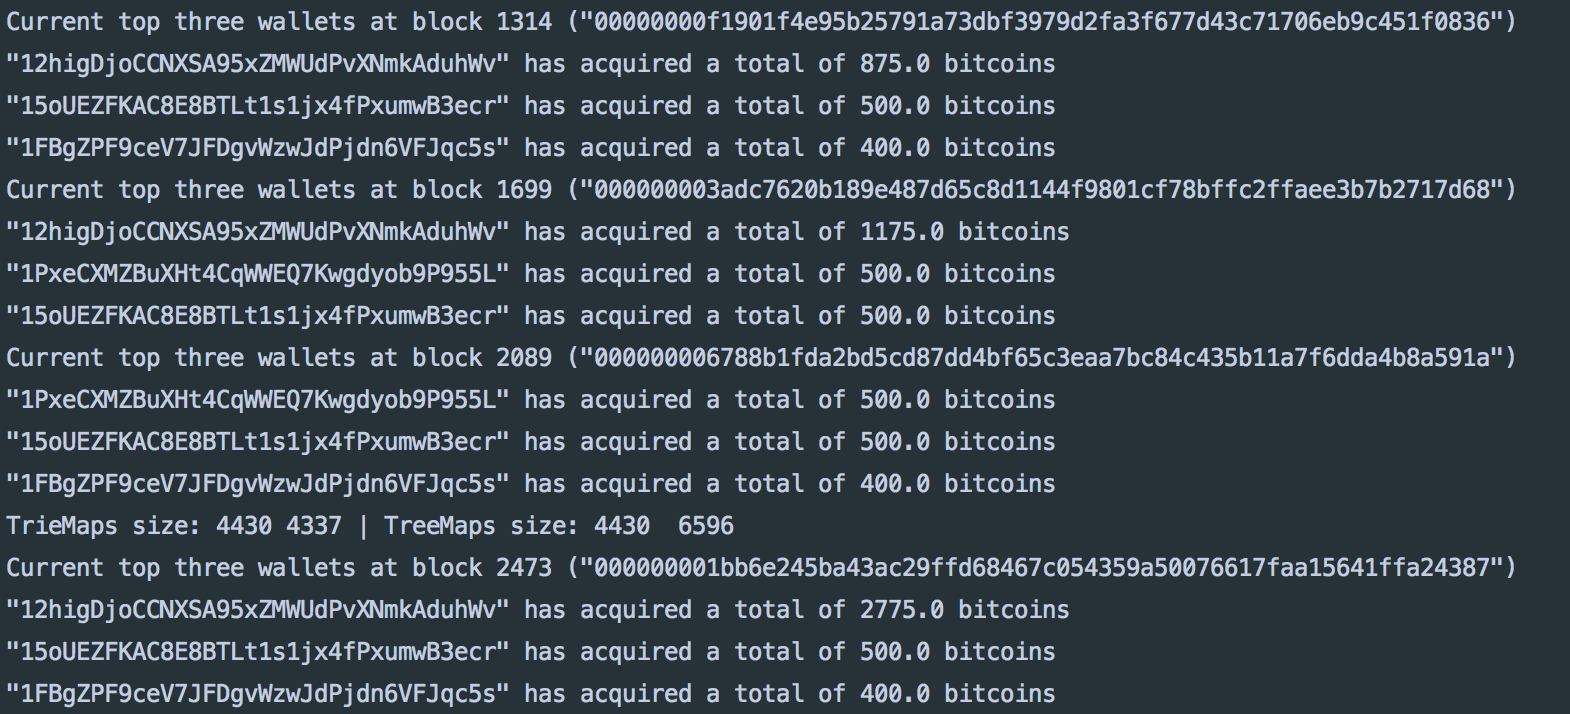 Current top three wallets at block 1314 ("00000000f1901f4e95b25791a73dbf3979d2fa3f677d43c71706eb9c451f0836")
"12higDjoCCNXSA95xZMWUdPvXNmkAduhWv" has acquired a total of 875.0 bitcoins
"15oUEZFKAC8E8BTLt1s1jx4fPxumwB3ecr" has acquired a total of 500.0 bitcoins
"1FBgZPF9ceV7JFDgvWzwJdPjdn6VFJqc5s" has acquired a total of 400.0 bitcoins
Current top three wallets at block 1699 ("000000003adc7620b189e487d65c8d1144f9801cf78bffc2ffaee3b7b2717d68")
"12higDjoCCNXSA95xZMWUdPvXNmkAduhWv" has acquired a total of 1175.0 bitcoins
"1PxeCXMZBuXHt4CqWWEQ7Kwgdyob9P955L" has acquired a total of 500.0 bitcoins
"15oUEZFKAC8E8BTLt1s1jx4fPxumwB3ecr" has acquired a total of 500.0 bitcoins
Current top three wallets at block 2089 ("000000006788b1fda2bd5cd87dd4bf65c3eaa7bc84c435b11a7f6dda4b8a591a")
"1PxeCXMZBuXHt4CqWWEQ7Kwgdyob9P955L" has acquired a total of 500.0 bitcoins
"15oUEZFKAC8E8BTLt1s1jx4fPxumwB3ecr" has acquired a total of 500.0 bitcoins
"1FBgZPF9ceV7JFDgvWzwJdPjdn6VFJqc5s" has acquired a total of 400.0 bitcoins
TrieMaps size: 4430 4337 | TreeMaps size: 4430  6596
Current top three wallets at block 2473 ("000000001bb6e245ba43ac29ffd68467c054359a50076617faa15641ffa24387")
"12higDjoCCNXSA95xZMWUdPvXNmkAduhWv" has acquired a total of 2775.0 bitcoins
"15oUEZFKAC8E8BTLt1s1jx4fPxumwB3ecr" has acquired a total of 500.0 bitcoins
"1FBgZPF9ceV7JFDgvWzwJdPjdn6VFJqc5s" has acquired a total of 400.0 bitcoins